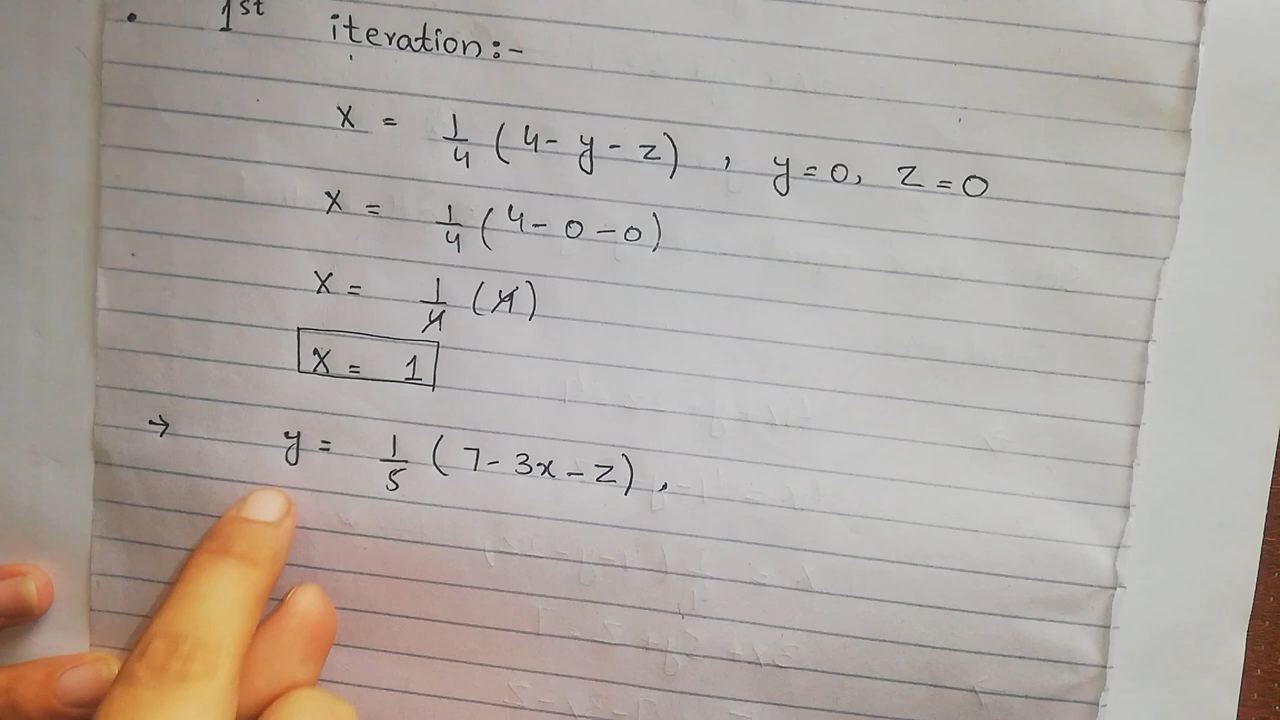 • 1st iteration:-
x = 1/4 (4 - y - z) , y = 0, z = 0
x = 1/4 (4 - 0 - 0)
x = 1/4 (4)
x = 1
→ y = 1/5 (7 - 3x - z) ,